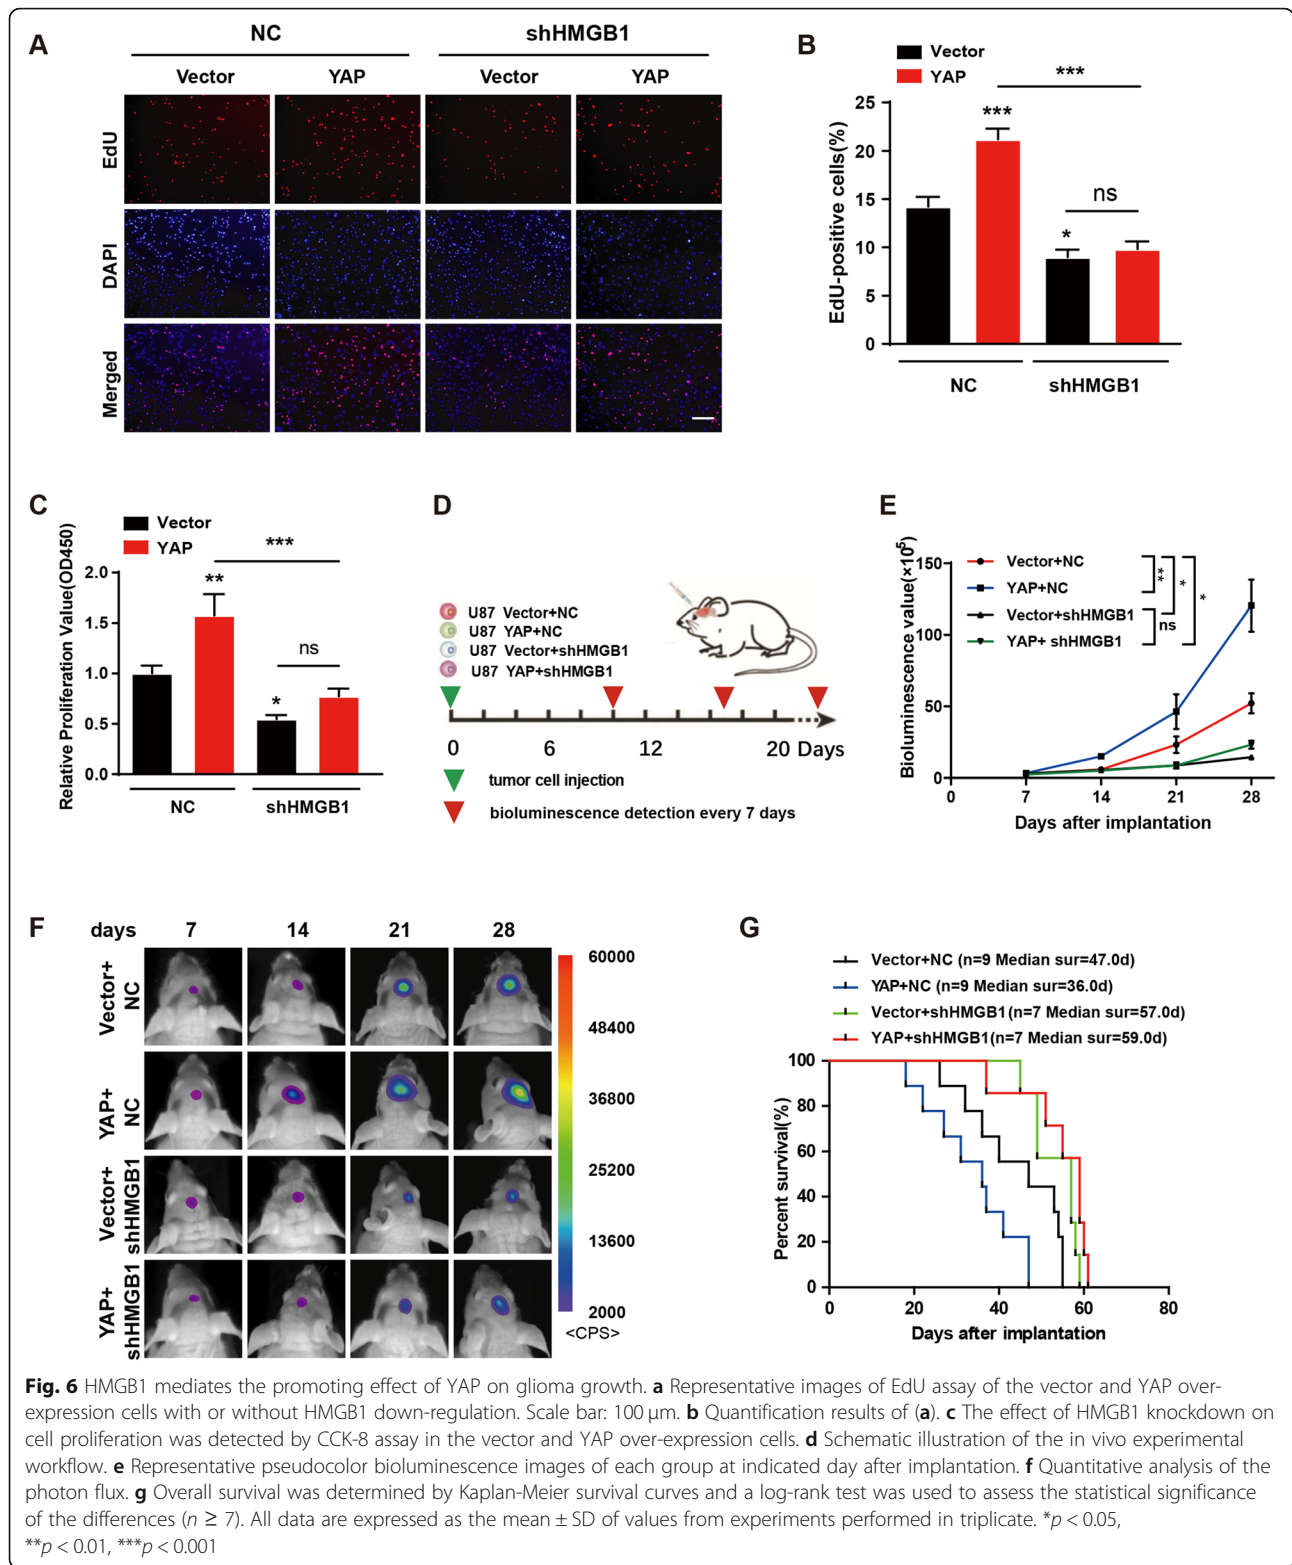 A
NC
shHMGB1
Vector
YAP
Vector
YAP
EdU
DAPI
Merged
B
Vector
YAP
***
***
ns
*
EdU-positive cells(%)
25
20
15
10
5
0
NC
shHMGB1
C
Vector
YAP
***
**
ns
*
Relative Proliferation Value(OD450)
2.0
1.5
1.0
0.5
0.0
NC
shHMGB1
D
U87 Vector+NC
U87 YAP+NC
U87 Vector+shHMGB1
U87 YAP+shHMGB1
0 6 12 20 Days
tumor cell injection
bioluminescence detection every 7 days
E
Vector+NC
YAP+NC
Vector+shHMGB1
YAP+ shHMGB1
**
ns
*
*
Bioluminescence value(×10⁵)
150
100
50
0
0 7 14 21 28
Days after implantation
F
days 7 14 21 28
Vector+
NC
YAP+
NC
Vector+
shHMGB1
YAP+
shHMGB1
60000
48400
36800
25200
13600
2000
<CPS>
G
Vector+NC (n=9 Median sur=47.0d)
YAP+NC (n=9 Median sur=36.0d)
Vector+shHMGB1(n=7 Median sur=57.0d)
YAP+shHMGB1(n=7 Median sur=59.0d)
Percent survival(%)
100
80
60
40
20
0
0 20 40 60 80
Days after implantation
Fig. 6 HMGB1 mediates the promoting effect of YAP on glioma growth. a Representative images of EdU assay of the vector and YAP over-
expression cells with or without HMGB1 down-regulation. Scale bar: 100 μm. b Quantification results of (a). c The effect of HMGB1 knockdown on
cell proliferation was detected by CCK-8 assay in the vector and YAP over-expression cells. d Schematic illustration of the in vivo experimental
workflow. e Representative pseudocolor bioluminescence images of each group at indicated day after implantation. f Quantitative analysis of the
photon flux. g Overall survival was determined by Kaplan-Meier survival curves and a log-rank test was used to assess the statistical significance
of the differences (n ≥ 7). All data are expressed as the mean ± SD of values from experiments performed in triplicate. *p < 0.05,
**p < 0.01, ***p < 0.001